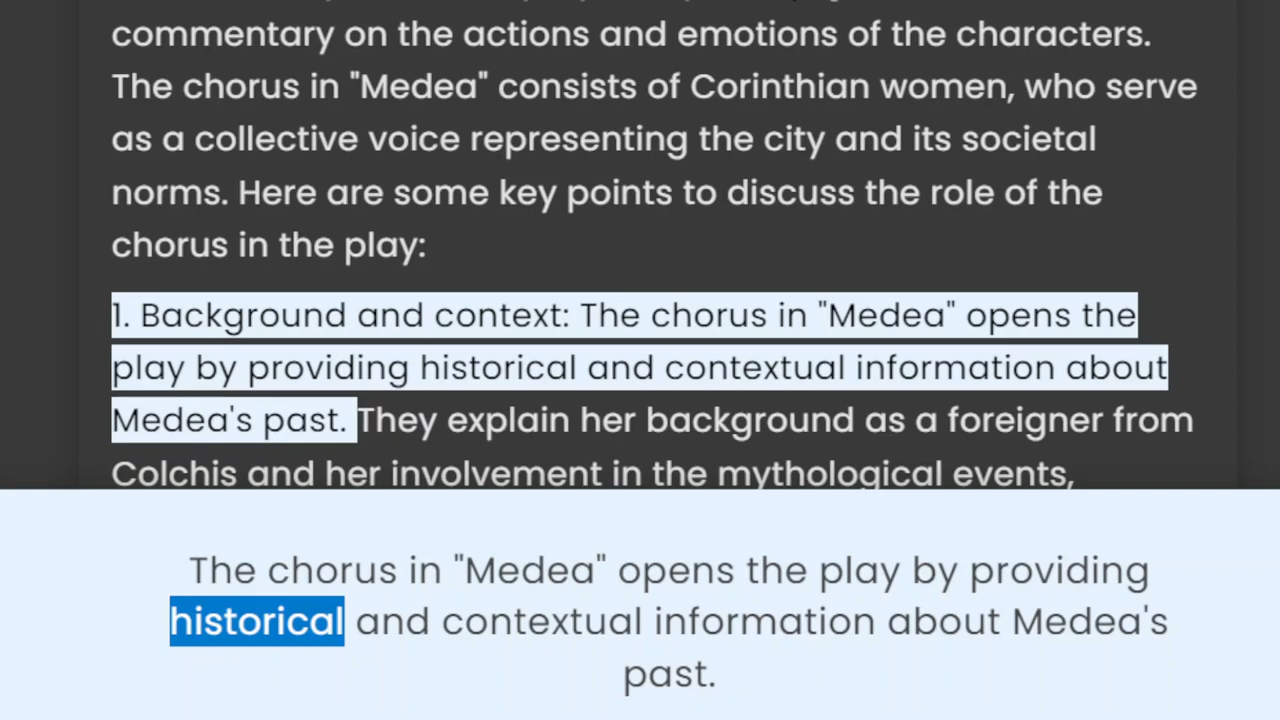 commentary on the actions and emotions of the characters.
The chorus in "Medea" consists of Corinthian women, who serve
as a collective voice representing the city and its societal
norms. Here are some key points to discuss the role of the
chorus in the play:
1. Background and context: The chorus in "Medea" opens the
play by providing historical and contextual information about
Medea's past. They explain her background as a foreigner from
Colchis and her involvement in the mythological events,
The chorus in "Medea" opens the play by providing
historical and contextual information about Medea's
past.